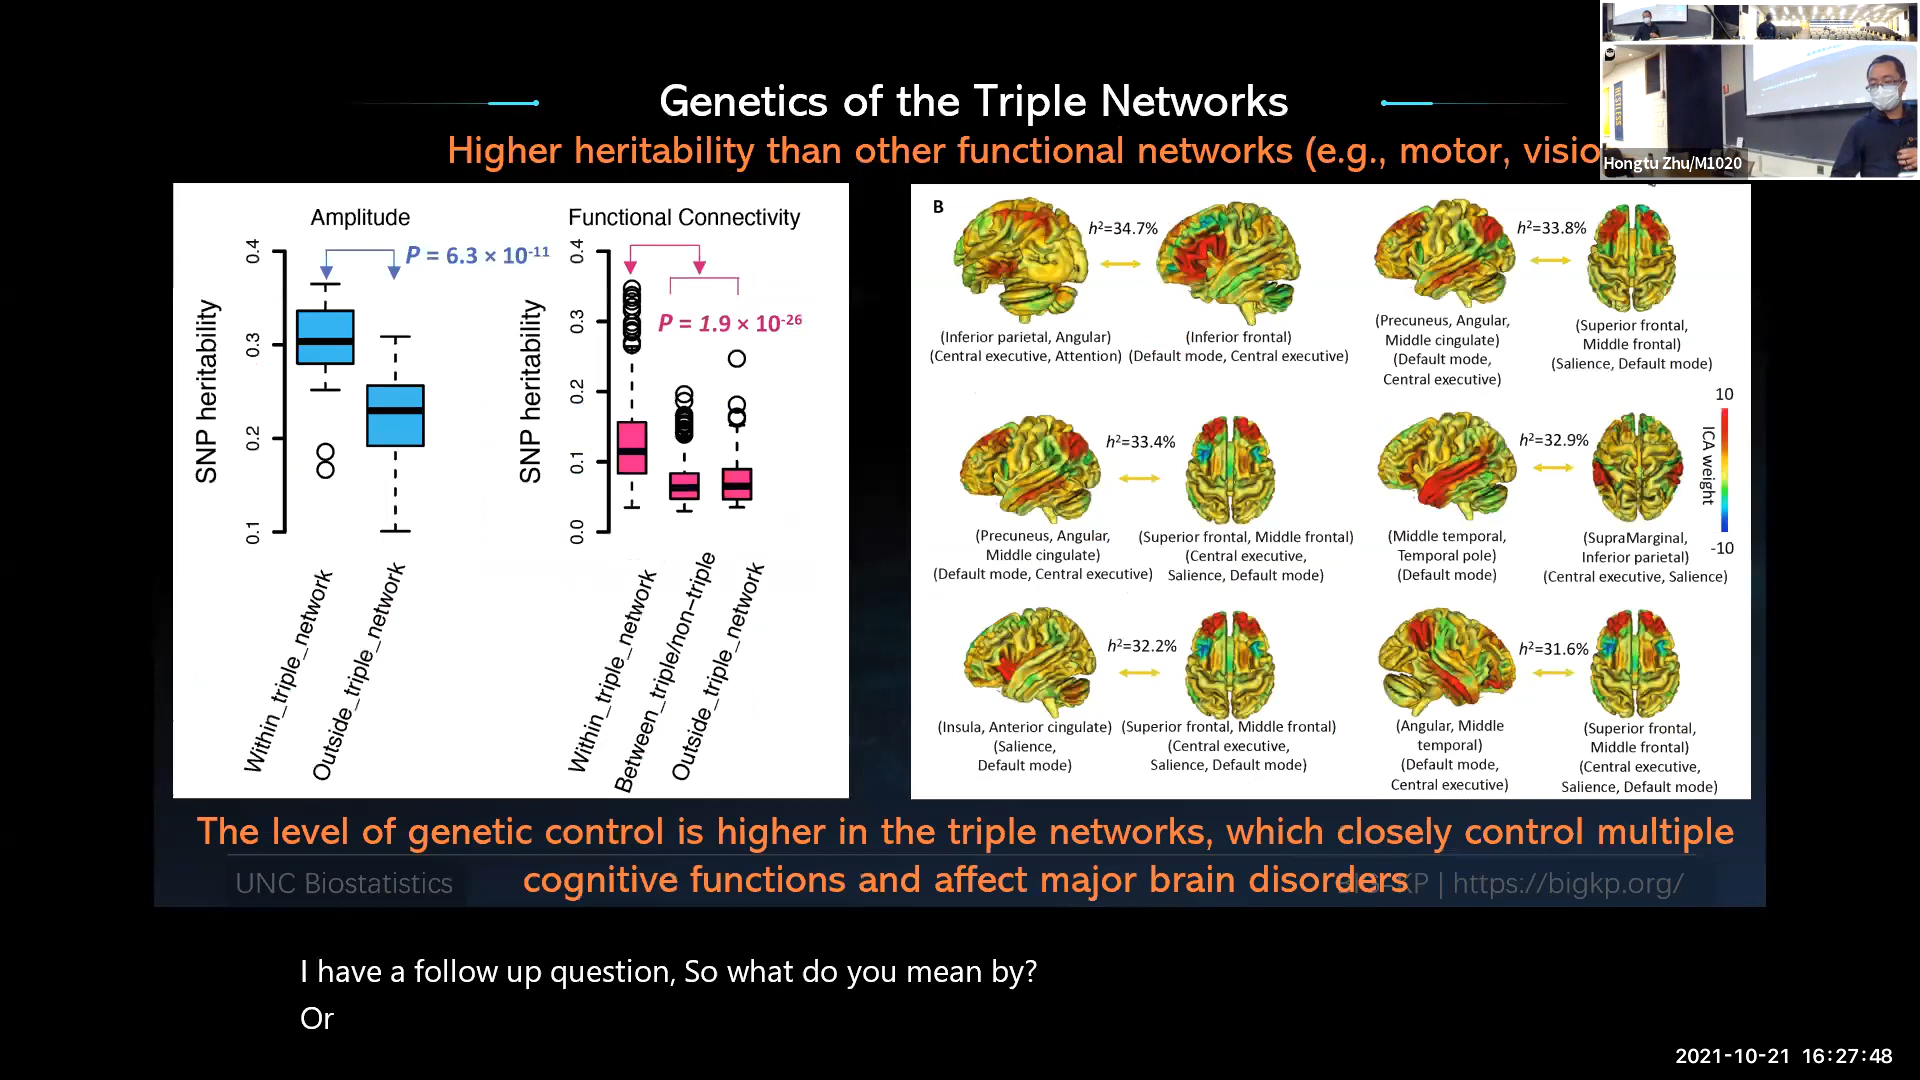 Genetics of the Triple Networks
Higher heritability than other functional networks (e.g., motor, visio
Hongtu Zhu/M1020
Amplitude
P = 6.3 × 10-11
SNP heritability
0.4
0.3
0.2
0.1
Within_triple_network
Outside_triple_network
Functional Connectivity
P = 1.9 × 10-26
SNP heritability
0.4
0.3
0.2
0.1
0.0
Within_triple_network
Between_triple/non−triple
Outside_triple_network
B
h2=34.7%
(Inferior parietal, Angular)
(Central executive, Attention)
(Inferior frontal)
(Default mode, Central executive)
h2=33.8%
(Precuneus, Angular,
Middle cingulate)
(Default mode,
Central executive)
(Superior frontal,
Middle frontal)
(Salience, Default mode)
h2=33.4%
(Precuneus, Angular,
Middle cingulate)
(Default mode, Central executive)
(Superior frontal, Middle frontal)
(Central executive,
Salience, Default mode)
h2=32.9%
(Middle temporal,
Temporal pole)
(Default mode)
(SupraMarginal,
Inferior parietal)
(Central executive, Salience)
10
ICA weight
-10
h2=32.2%
(Insula, Anterior cingulate)
(Salience,
Default mode)
(Superior frontal, Middle frontal)
(Central executive,
Salience, Default mode)
h2=31.6%
(Angular, Middle
temporal)
(Default mode,
Central executive)
(Superior frontal,
Middle frontal)
(Central executive,
Salience, Default mode)
The level of genetic control is higher in the triple networks, which closely control multiple
cognitive functions and affect major brain disorders
UNC Biostatistics
KP | https://bigkp.org/
I have a follow up question, So what do you mean by?
Or
2021-10-21 16:27:48